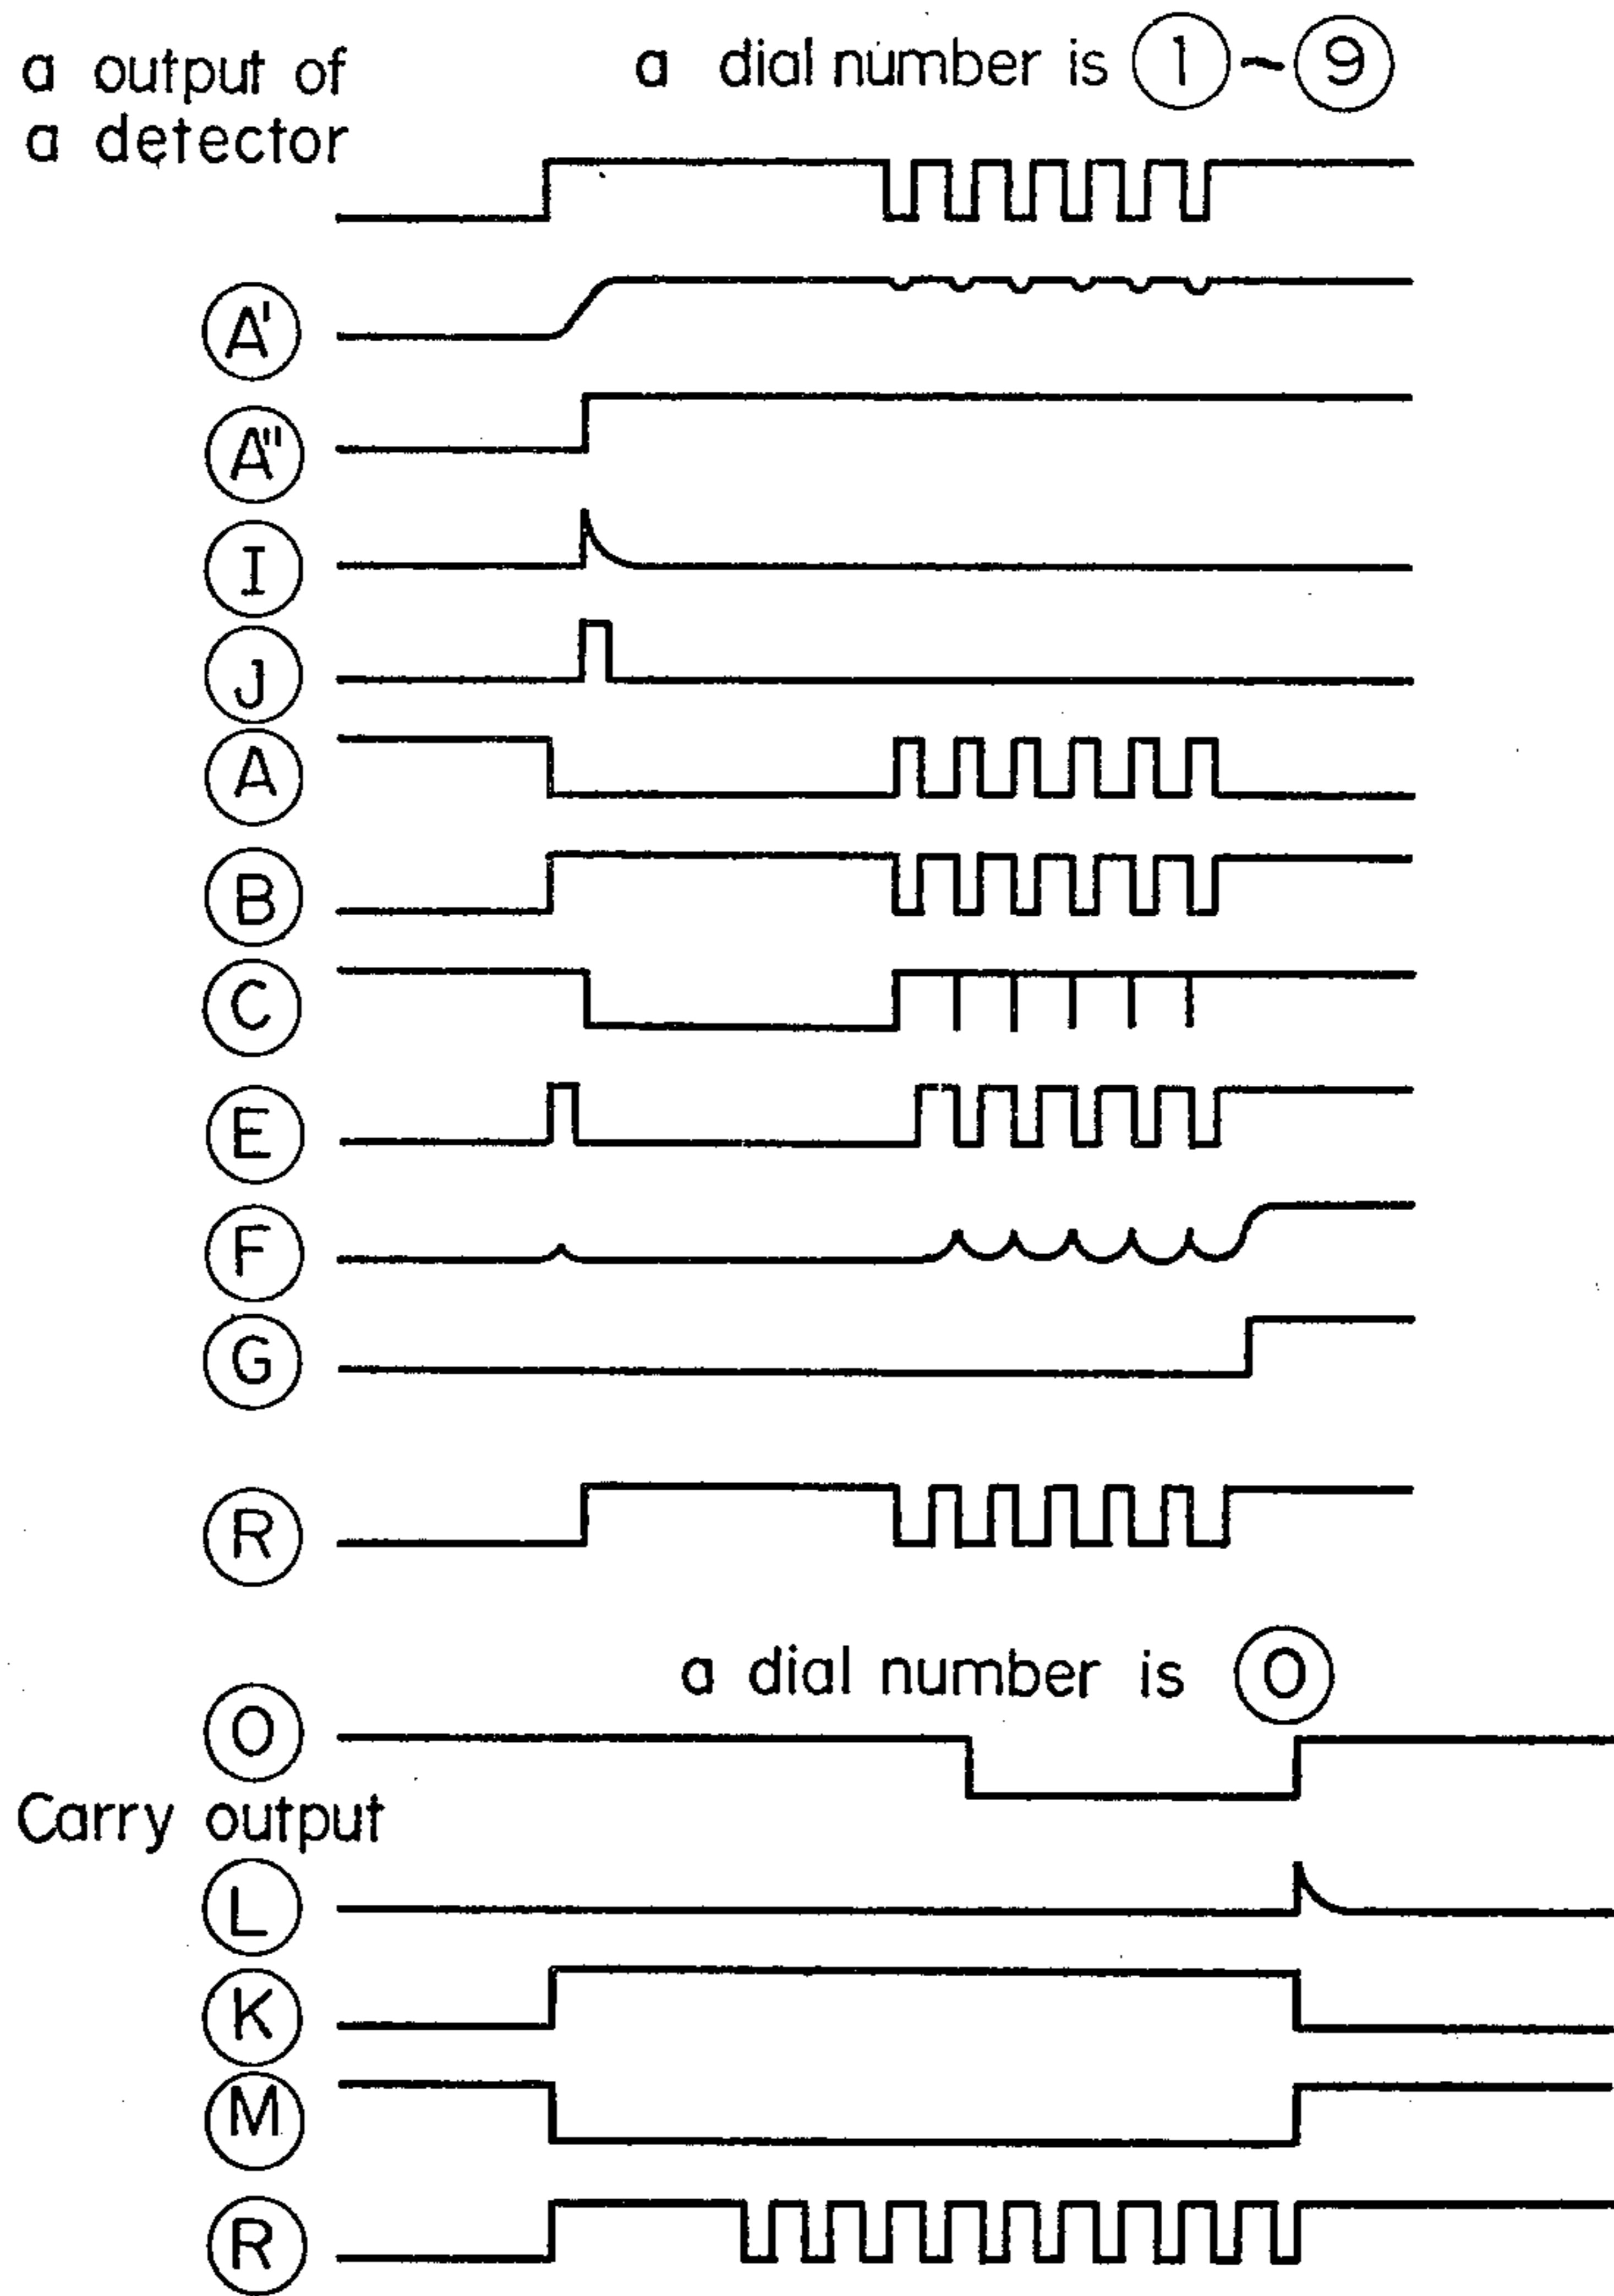 a output of
a detector
a dial number is 1 ~ 9
A'
A"
I
J
A
B
C
E
F
G
R
a dial number is 0
O
Carry output
L
K
M
R